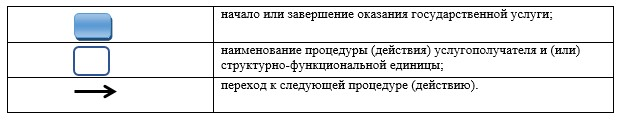 начало или завершение оказания государственной услуги;
наименование процедуры (действия) услугополучателя и (или)
структурно-функциональной единицы;
переход к следующей процедуре (действию).